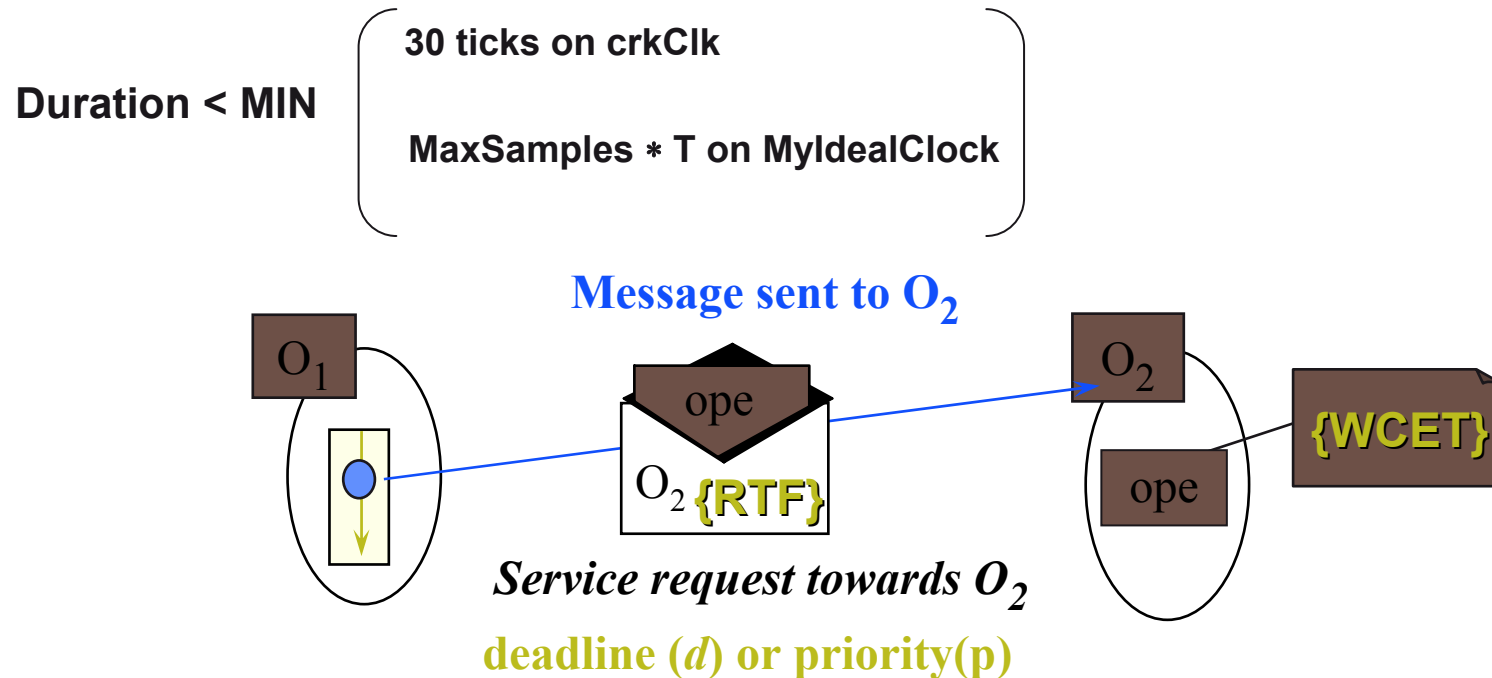 30 ticks on crkClk
Duration < MIN
MaxSamples * T on MyIdealClock
Message sent to O2
O1
ope
O2 {RTF}
O2
ope
{WCET}
Service request towards O2
deadline (d) or priority(p)